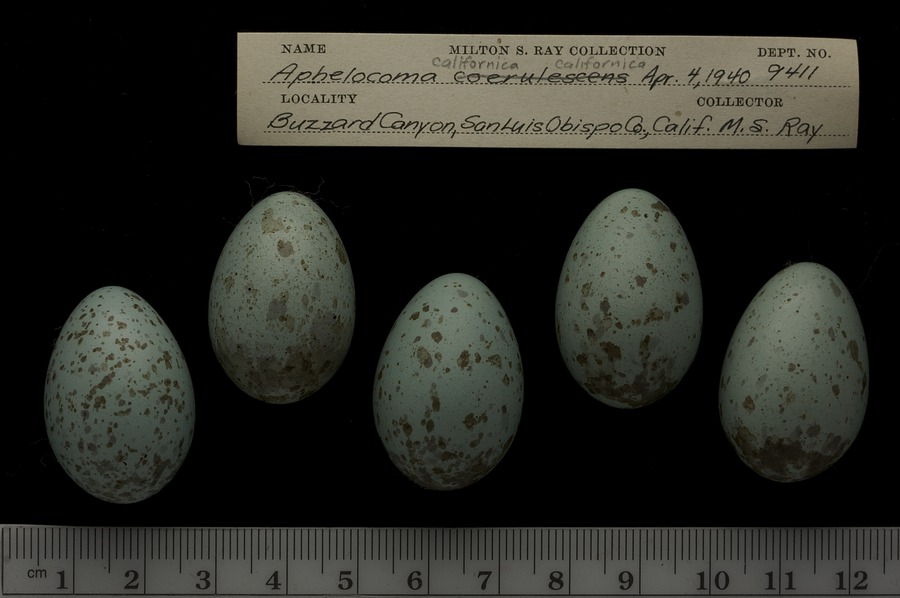 NAME MILTON S. RAY COLLECTION DEPT. NO.
californica californica
Aphelocoma coerulescens Apr. 4, 1940 9411
LOCALITY COLLECTOR
Buzzard Canyon, San Luis Obispo Co., Calif. M. S. Ray
cm 1 2 3 4 5 6 7 8 9 10 11 12